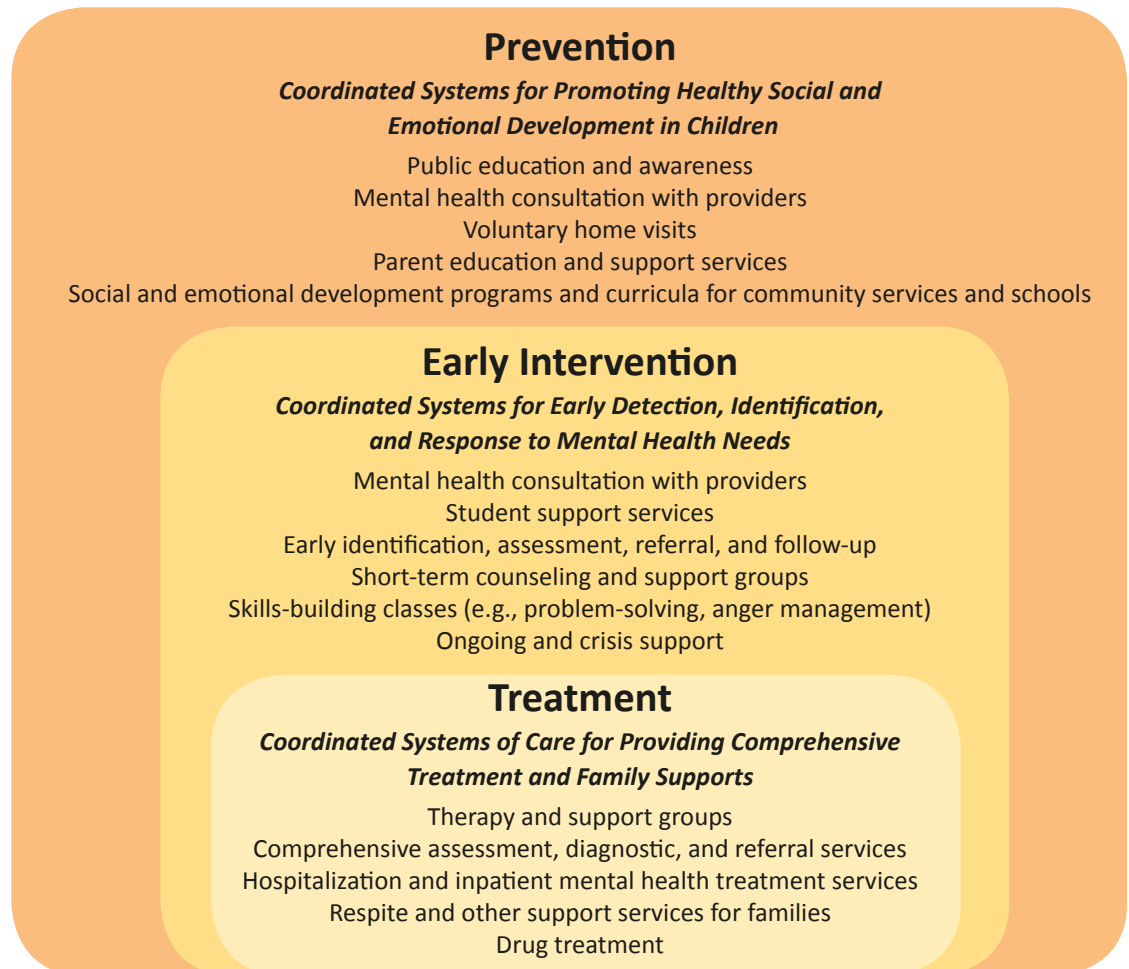 Prevention
Coordinated Systems for Promoting Healthy Social and
Emotional Development in Children
Public education and awareness
Mental health consultation with providers
Voluntary home visits
Parent education and support services
Social and emotional development programs and curricula for community services and schools
Early Intervention
Coordinated Systems for Early Detection, Identification,
and Response to Mental Health Needs
Mental health consultation with providers
Student support services
Early identification, assessment, referral, and follow-up
Short-term counseling and support groups
Skills-building classes (e.g., problem-solving, anger management)
Ongoing and crisis support
Treatment
Coordinated Systems of Care for Providing Comprehensive
Treatment and Family Supports
Therapy and support groups
Comprehensive assessment, diagnostic, and referral services
Hospitalization and inpatient mental health treatment services
Respite and other support services for families
Drug treatment